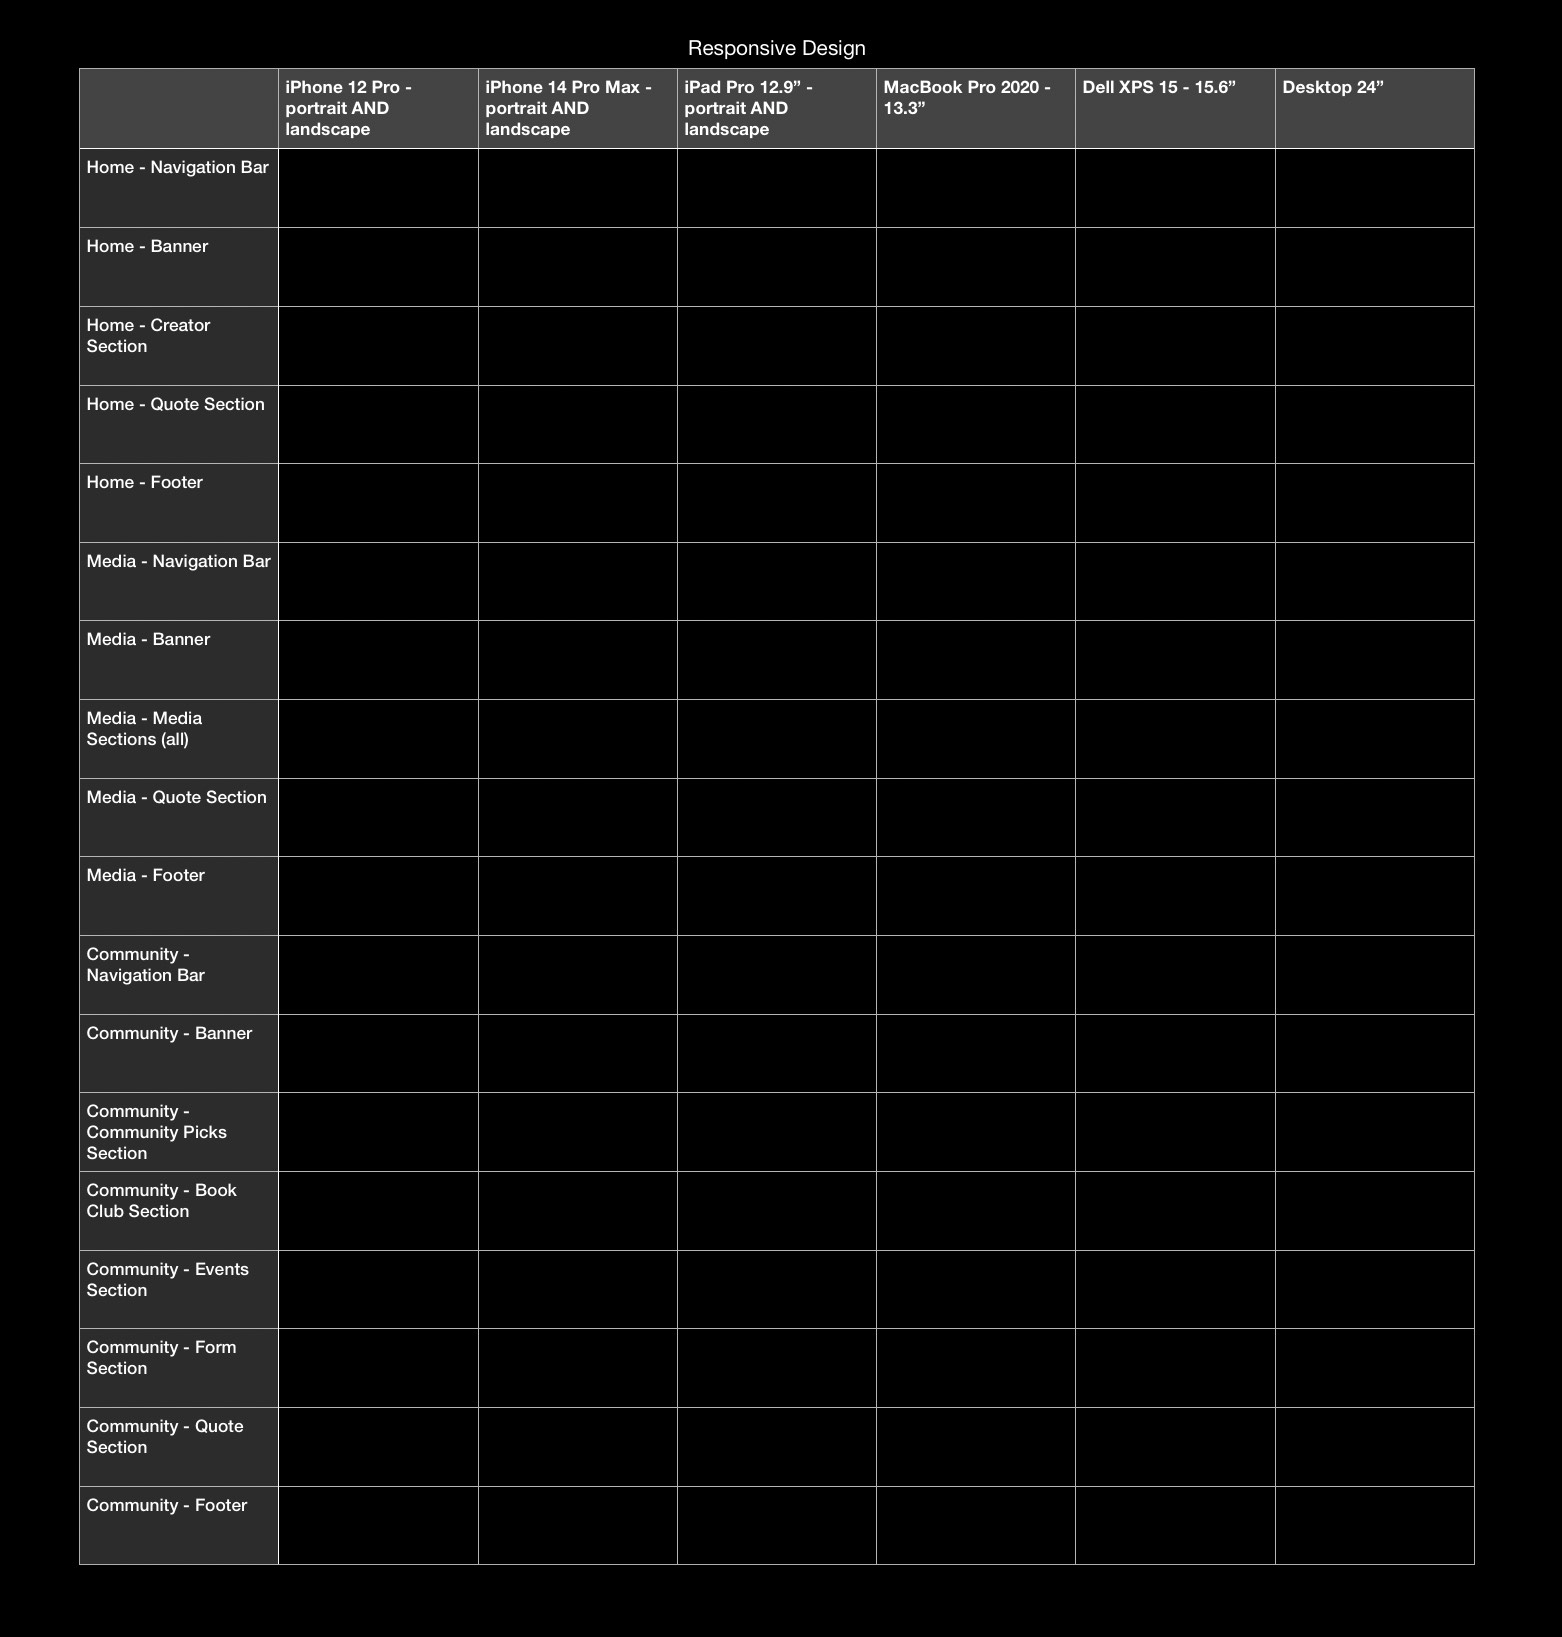 Responsive Design
iPhone 12 Pro -
portrait AND
landscape
iPhone 14 Pro Max -
portrait AND
landscape
iPad Pro 12.9” -
portrait AND
landscape
MacBook Pro 2020 -
13.3”
Dell XPS 15 - 15.6”
Desktop 24”
Home - Navigation Bar
Home - Banner
Home - Creator
Section
Home - Quote Section
Home - Footer
Media - Navigation Bar
Media - Banner
Media - Media
Sections (all)
Media - Quote Section
Media - Footer
Community -
Navigation Bar
Community - Banner
Community -
Community Picks
Section
Community - Book
Club Section
Community - Events
Section
Community - Form
Section
Community - Quote
Section
Community - Footer